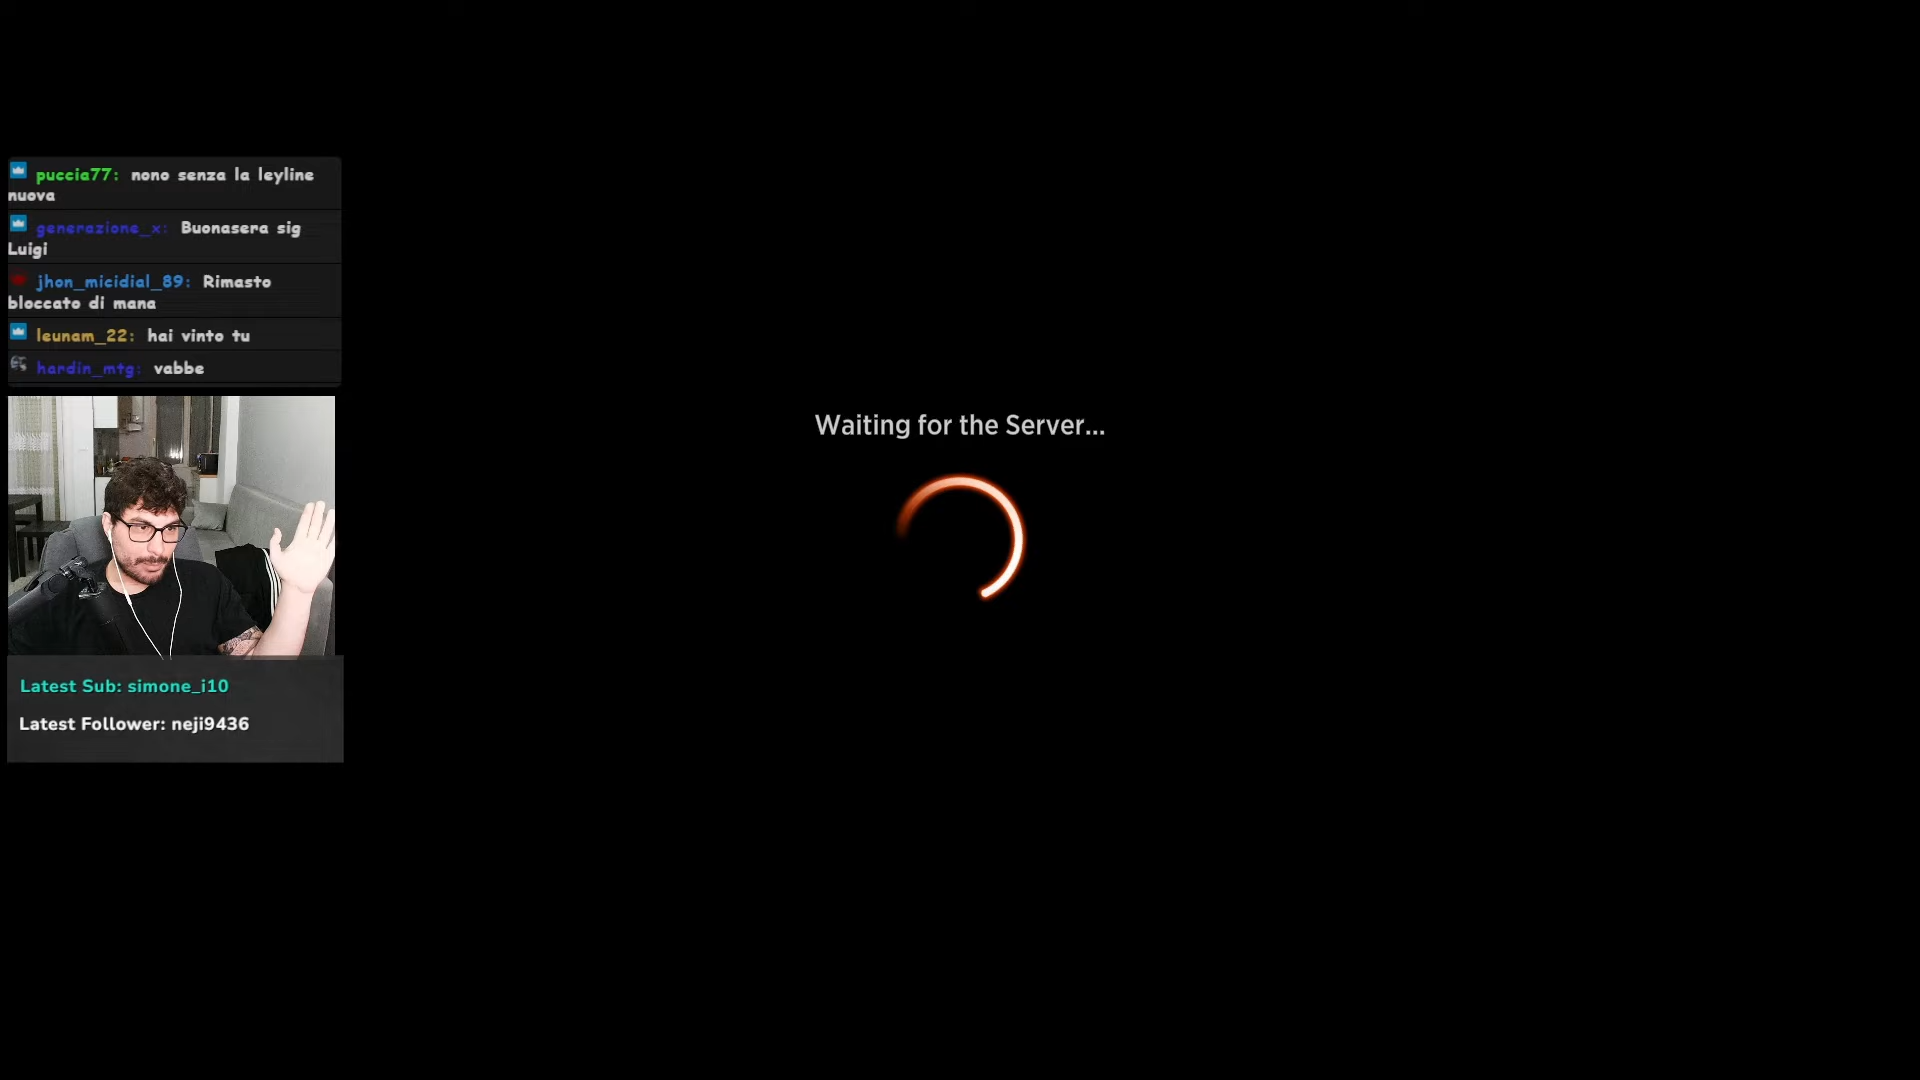 puccia77: nono senza la leyline
nuova
generazione_x: Buonasera sig
Luigi
jhon_micidial_89: Rimasto
bloccato di mana
leunam_22: hai vinto tu
hardin_mtg: vabbe
Waiting for the Server...
Latest Sub: simone_i10
Latest Follower: neji9436